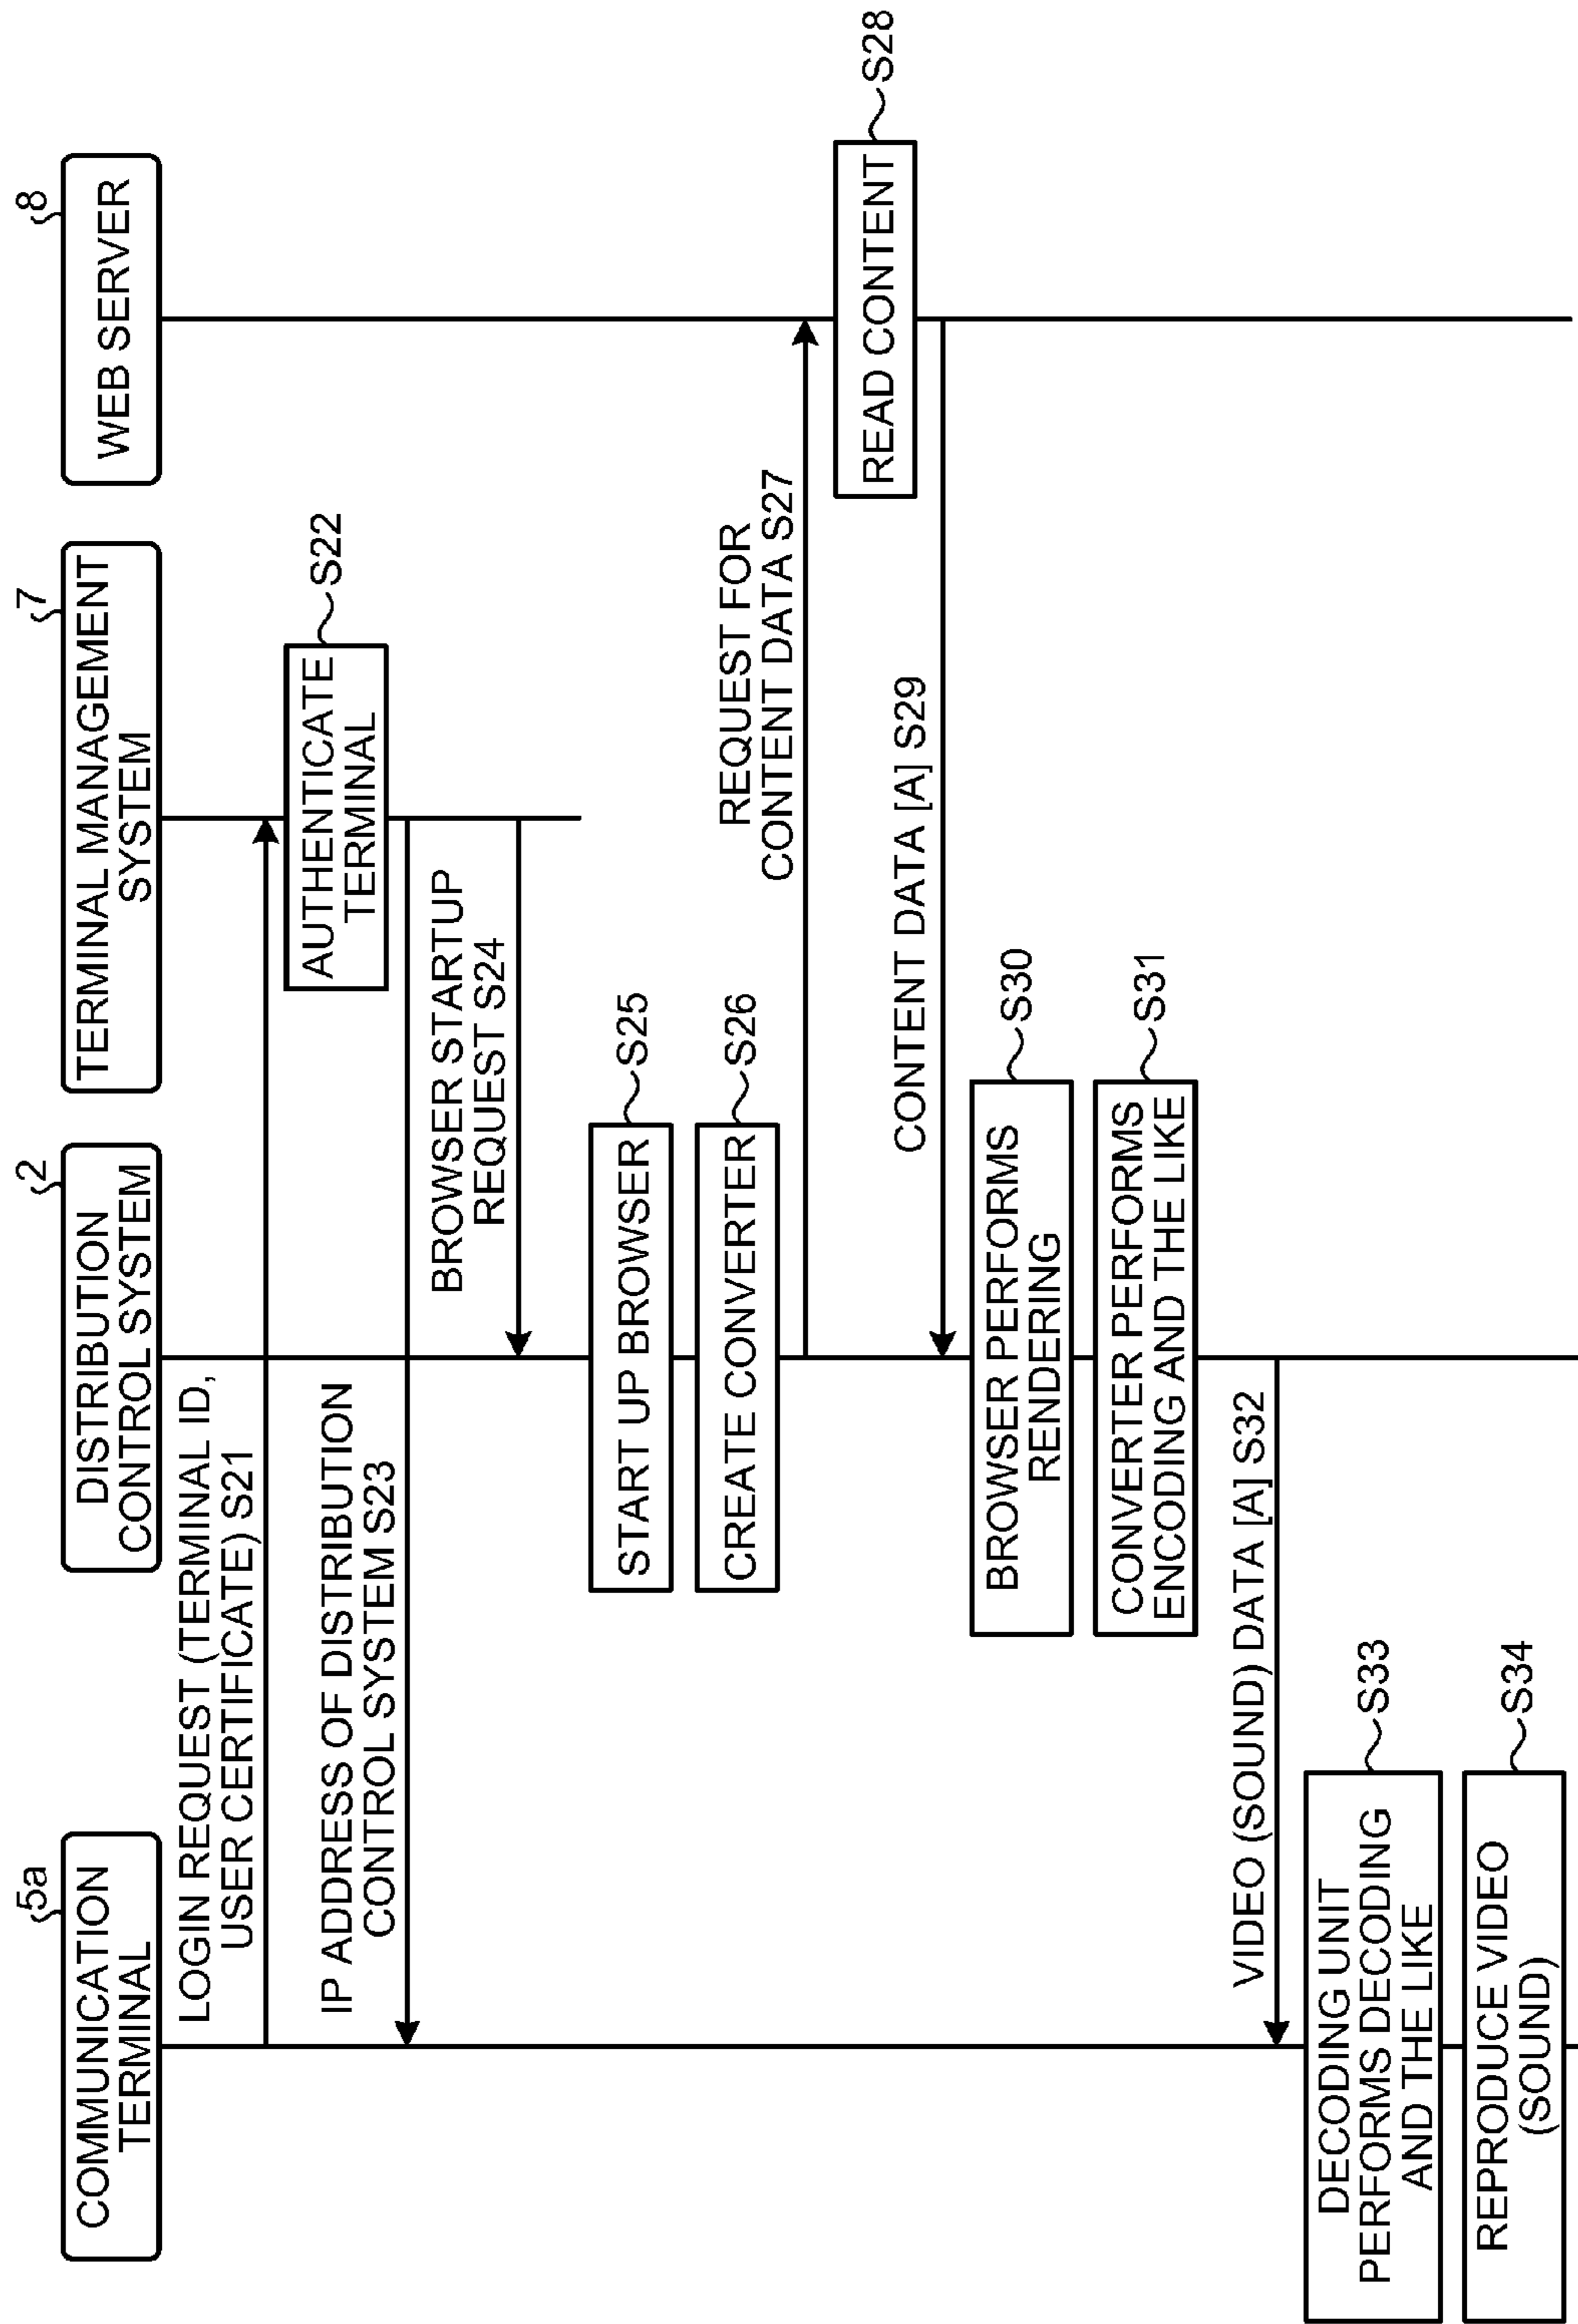 5a
COMMUNICATION
TERMINAL
2
DISTRIBUTION
CONTROL SYSTEM
7
TERMINAL MANAGEMENT
SYSTEM
8
WEB SERVER
LOGIN REQUEST (TERMINAL ID,
USER CERTIFICATE) S21
AUTHENTICATE
TERMINAL
S22
IP ADDRESS OF DISTRIBUTION
CONTROL SYSTEM S23
BROWSER STARTUP
REQUEST S24
START UP BROWSER
S25
CREATE CONVERTER
S26
REQUEST FOR
CONTENT DATA S27
READ CONTENT
S28
CONTENT DATA [A] S29
BROWSER PERFORMS
RENDERING
S30
CONVERTER PERFORMS
ENCODING AND THE LIKE
S31
VIDEO (SOUND) DATA [A] S32
DECODING UNIT
PERFORMS DECODING
AND THE LIKE
S33
REPRODUCE VIDEO
(SOUND)
S34